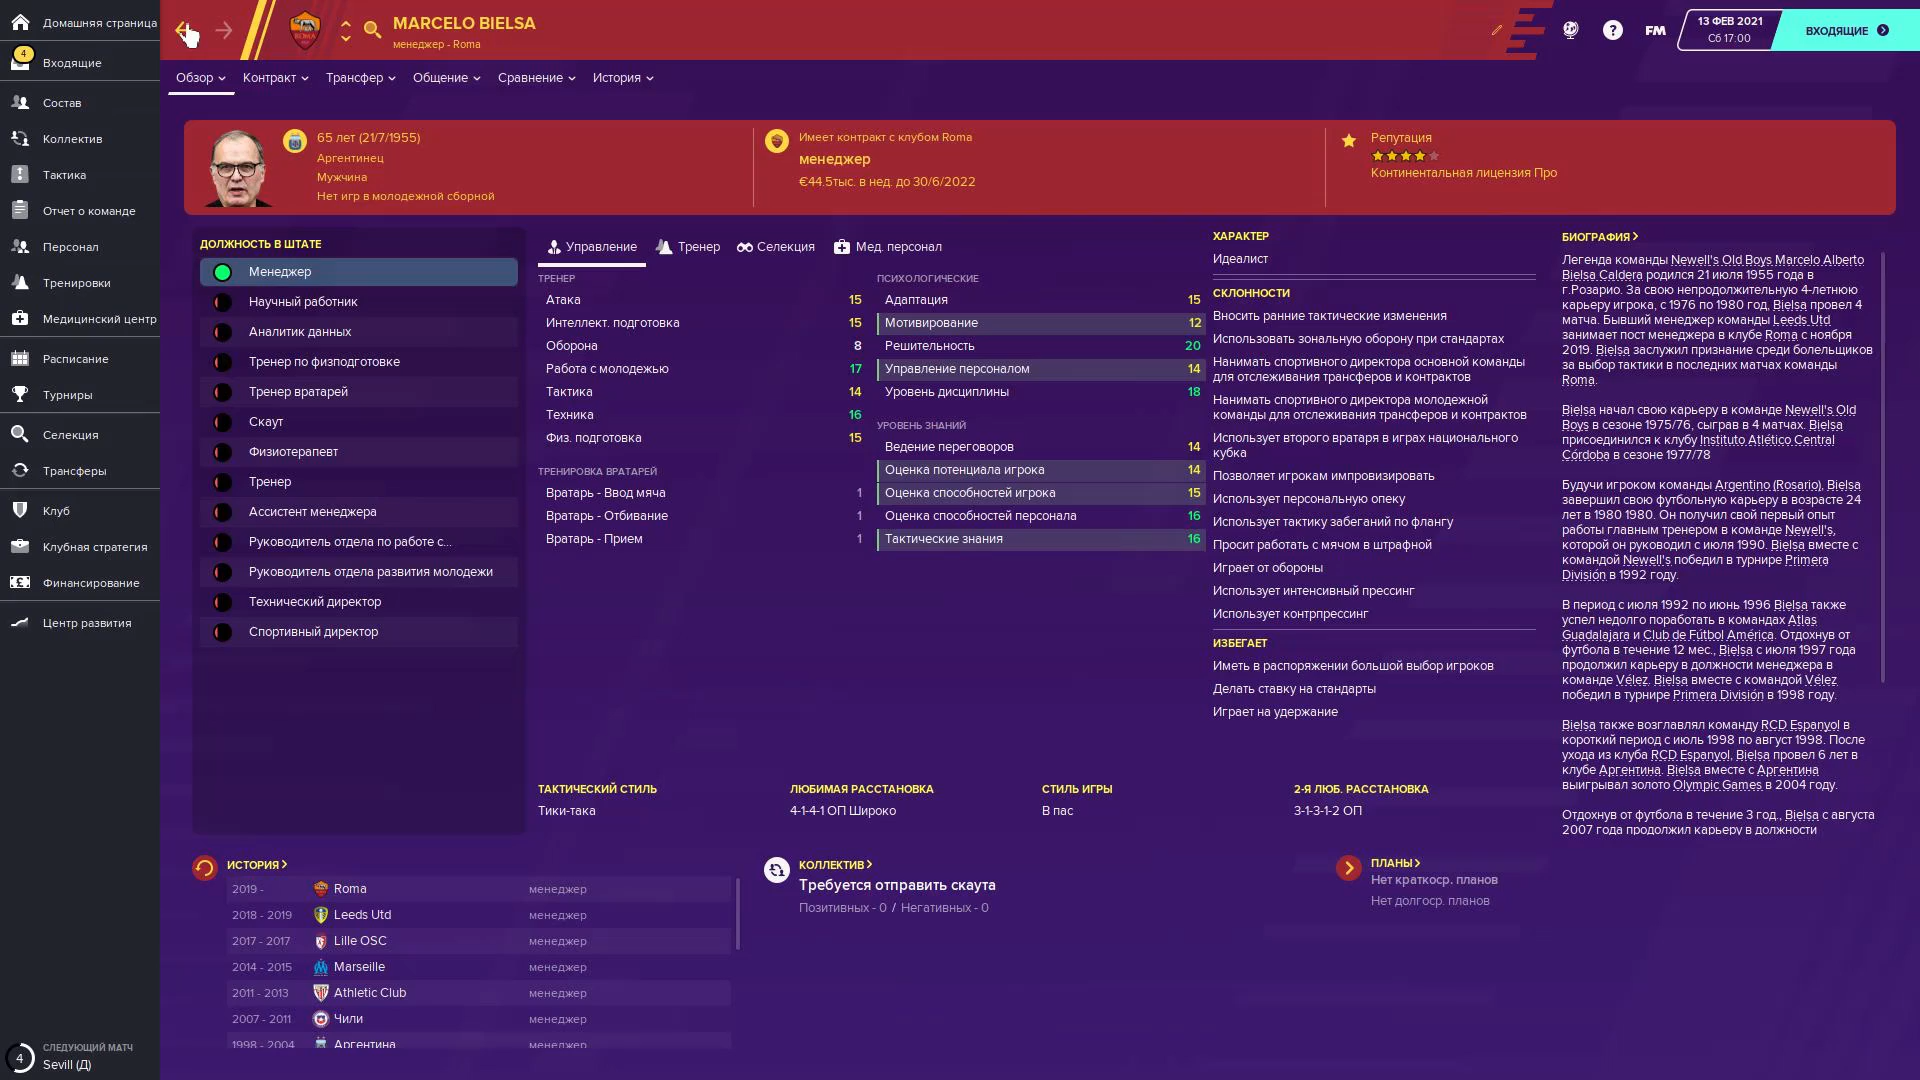 Домашняя страница
4
Входящие
Состав
Коллектив
Тактика
Отчет о команде
Персонал
Тренировки
Медицинский центр
Расписание
Турниры
Селекция
Трансферы
Клуб
Клубная стратегия
Финансирование
Центр развития
4
СЛЕДУЮЩИЙ МАТЧ
Sevill (Д)
MARCELO BIELSA
менеджер - Roma
?
FM
13 ФЕВ 2021
Сб 17:00
ВХОДЯЩИЕ
Обзор
Контракт
Трансфер
Общение
Сравнение
История
65 лет (21/7/1955)
Аргентинец
Мужчина
Нет игр в молодежной сборной
Имеет контракт с клубом Roma
менеджер
€44.5тыс. в нед. до 30/6/2022
Репутация
Континентальная лицензия Про
ДОЛЖНОСТЬ В ШТАТЕ
Менеджер
Научный работник
Аналитик данных
Тренер по физподготовке
Тренер вратарей
Скаут
Физиотерапевт
Тренер
Ассистент менеджера
Руководитель отдела по работе с...
Руководитель отдела развития молодежи
Технический директор
Спортивный директор
Управление
Тренер
Селекция
Мед. персонал
ТРЕНЕР
Атака 15
Интеллект. подготовка 15
Оборона 8
Работа с молодежью 17
Тактика 14
Техника 16
Физ. подготовка 15
ТРЕНИРОВКА ВРАТАРЕЙ
Вратарь - Ввод мяча 1
Вратарь - Отбивание 1
Вратарь - Прием 1
ПСИХОЛОГИЧЕСКИЕ
Адаптация 15
Мотивирование 12
Решительность 20
Управление персоналом 14
Уровень дисциплины 18
УРОВЕНЬ ЗНАНИЙ
Ведение переговоров 14
Оценка потенциала игрока 14
Оценка способностей игрока 15
Оценка способностей персонала 16
Тактические знания 16
ХАРАКТЕР
Идеалист
СКЛОННОСТИ
Вносить ранние тактические изменения
Использовать зональную оборону при стандартах
Нанимать спортивного директора основной команды
для отслеживания трансферов и контрактов
Нанимать спортивного директора молодежной
команды для отслеживания трансферов и контрактов
Использует второго вратаря в играх национального
кубка
Позволяет игрокам импровизировать
Использует персональную опеку
Использует тактику забеганий по флангу
Просит работать с мячом в штрафной
Играет от обороны
Использует интенсивный прессинг
Использует контрпрессинг
ИЗБЕГАЕТ
Иметь в распоряжении большой выбор игроков
Делать ставку на стандарты
Играет на удержание
БИОГРАФИЯ
Легенда команды Newell's Old Boys Marcelo Alberto
Bielsa Caldera родился 21 июля 1955 года в
г.Розарио. За свою непродолжительную 4-летнюю
карьеру игрока, с 1976 по 1980 год, Bielsa провел 4
матча. Бывший менеджер команды Leeds Utd
занимает пост менеджера в клубе Roma с ноября
2019. Bielsa заслужил признание среди болельщиков
за выбор тактики в последних матчах команды
Roma.
Bielsa начал свою карьеру в команде Newell's Old
Boys в сезоне 1975/76, сыграв в 4 матчах. Bielsa
присоединился к клубу Instituto Atlético Central
Córdoba в сезоне 1977/78
Будучи игроком команды Argentino (Rosario), Bielsa
завершил свою футбольную карьеру в возрасте 24
лет в 1980 1980. Он получил свой первый опыт
работы главным тренером в команде Newell's,
которой он руководил с июля 1990. Bielsa вместе с
командой Newell's победил в турнире Primera
División в 1992 году.
В период с июля 1992 по июнь 1996 Bielsa также
успел недолго поработать в командах Atlas
Guadalajara и Club de Fútbol América. Отдохнув от
футбола в течение 12 мес., Bielsa с июля 1997 года
продолжил карьеру в должности менеджера в
команде Vélez. Bielsa вместе с командой Vélez
победил в турнире Primera División в 1998 году.
Bielsa также возглавлял команду RCD Espanyol в
короткий период с июль 1998 по август 1998. После
ухода из клуба RCD Espanyol, Bielsa провел 6 лет в
клубе Аргентина. Bielsa вместе с Аргентина
выигрывал золото Olympic Games в 2004 году.
Отдохнув от футбола в течение 3 год., Bielsa с августа
2007 года продолжил карьеру в должности
ТАКТИЧЕСКИЙ СТИЛЬ
Тики-така
ЛЮБИМАЯ РАССТАНОВКА
4-1-4-1 ОП Широко
СТИЛЬ ИГРЫ
В пас
2-Я ЛЮБ. РАССТАНОВКА
3-1-3-1-2 ОП
ИСТОРИЯ
2019 - Roma менеджер
2018 - 2019 Leeds Utd менеджер
2017 - 2017 Lille OSC менеджер
2014 - 2015 Marseille менеджер
2011 - 2013 Athletic Club менеджер
2007 - 2011 Чили менеджер
1998 - 2004 Аргентина менеджер
КОЛЛЕКТИВ
Требуется отправить скаута
Позитивных - 0 / Негативных - 0
ПЛАНЫ
Нет краткоср. планов
Нет долгоср. планов